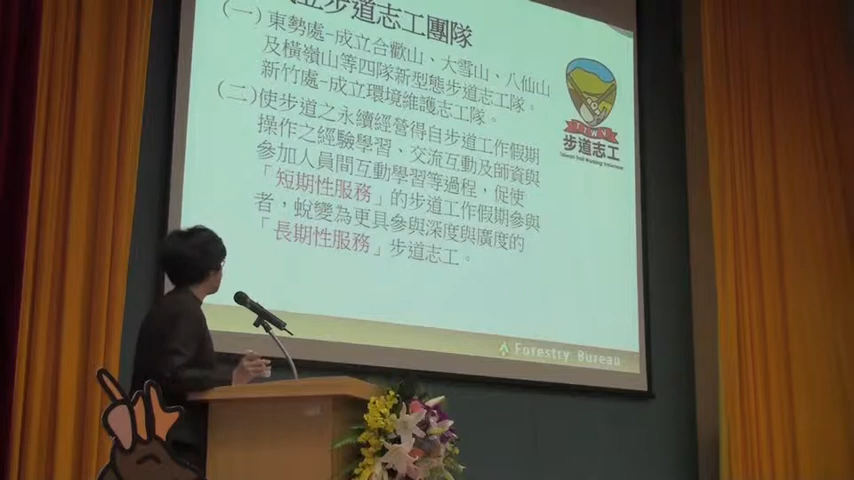 立步道志工團隊
(一)東勢處-成立合歡山、大雪山、八仙山
及橫嶺山等四隊新型態步道志工隊。
新竹處-成立環境維護志工隊。
(二)使步道之永續經營得自步道工作假期
操作之經驗學習、交流互動及師資與
參加人員間互動學習等過程，促使
「短期性服務」的步道工作假期參與
者，蛻變為更具參與深度與廣度的
「長期性服務」步道志工。
TTWV
步道志工
Taiwan Trail Working Volunteer
Forestry Bureau